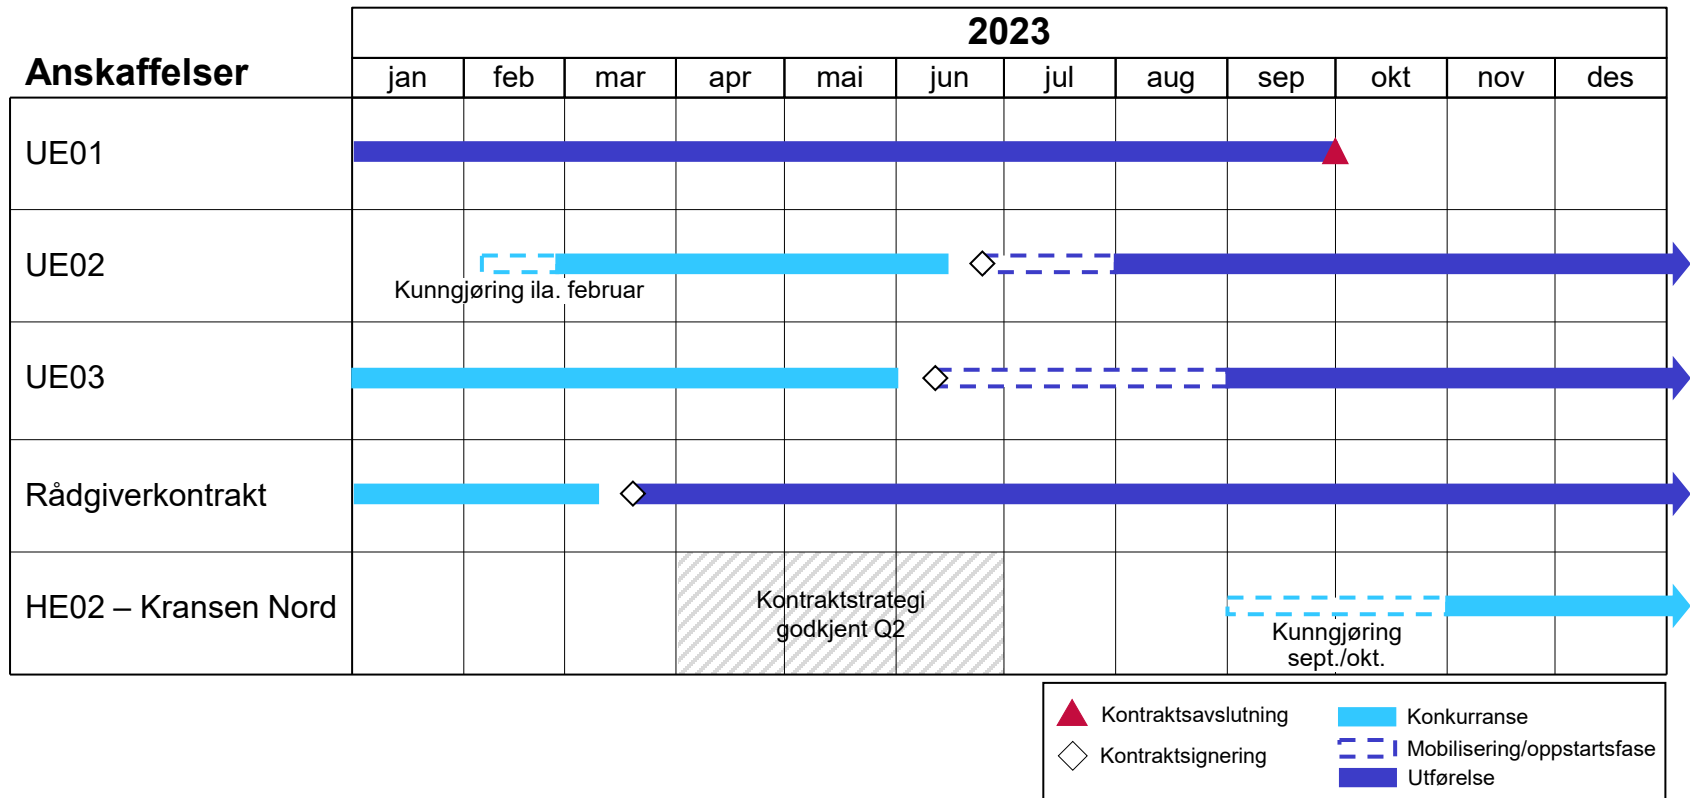 2023
Anskaffelser
jan feb mar apr mai jun jul aug sep okt nov des
UE01
UE02
Kunngjøring ila. februar
UE03
Rådgiverkontrakt
HE02 – Kransen Nord
Kontraktstrategi
godkjent Q2
Kunngjøring
sept./okt.
Kontraktsavslutning
Kontraktsignering
Konkurranse
Mobilisering/oppstartsfase
Utførelse